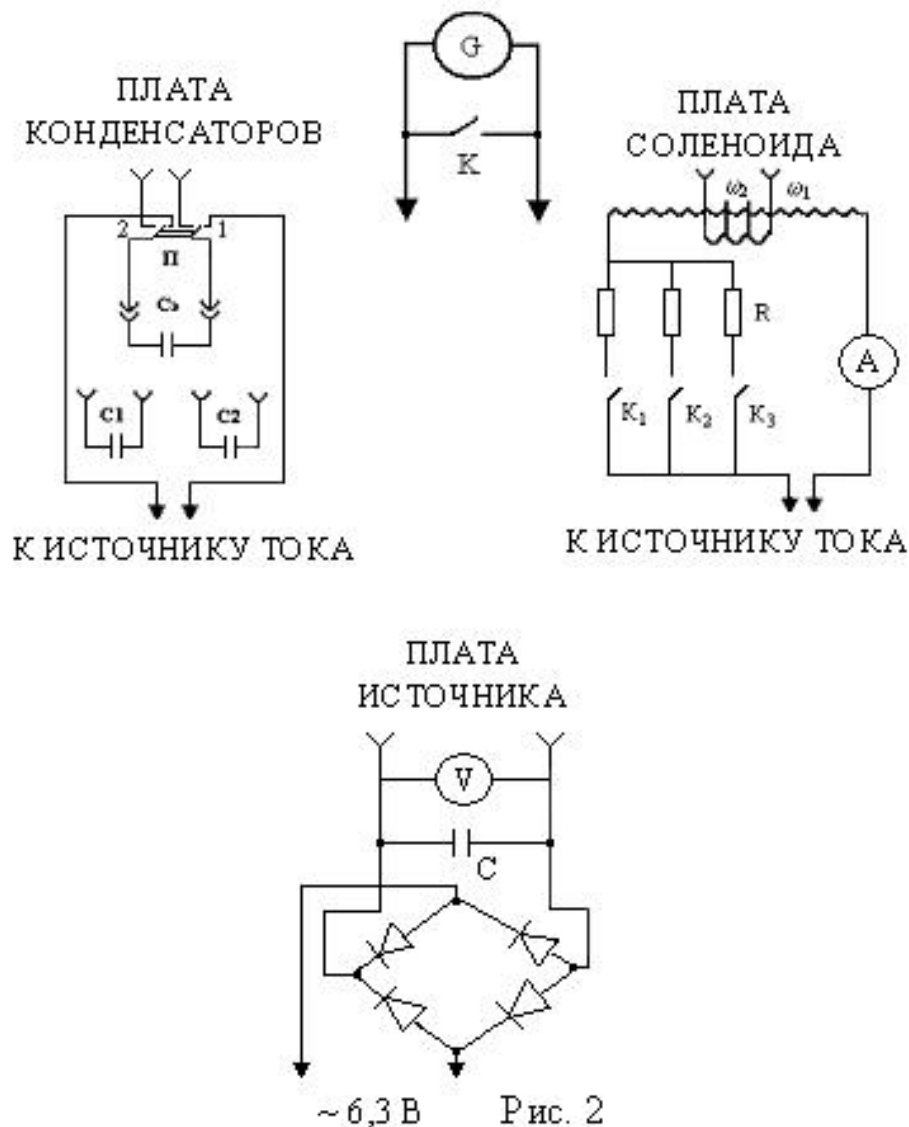 G
K
ПЛАТА
КОНДЕНСАТОРОВ
2 1
П
Сэ
C1 C2
К ИСТОЧНИКУ ТОКА
ПЛАТА
СОЛЕНОИДА
ω2 ω1
R
A
K1 K2 K3
К ИСТОЧНИКУ ТОКА
ПЛАТА
ИСТОЧНИКА
V
C
~6,3 В Рис. 2